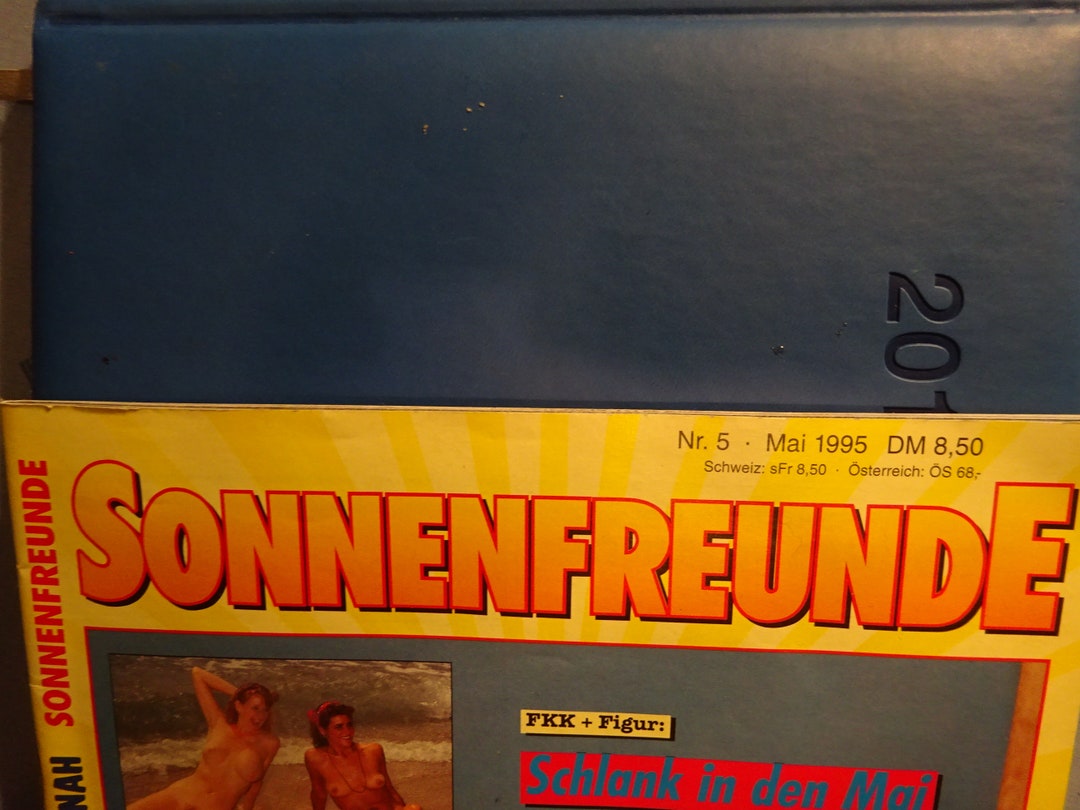 201
Nr. 5 · Mai 1995 DM 8,50
Schweiz: sFr 8,50 · Österreich: ÖS 68,-
SONNENFREUNDE
SONNENFREUNDE
NAH
FKK + Figur:
Schlank in den Mai